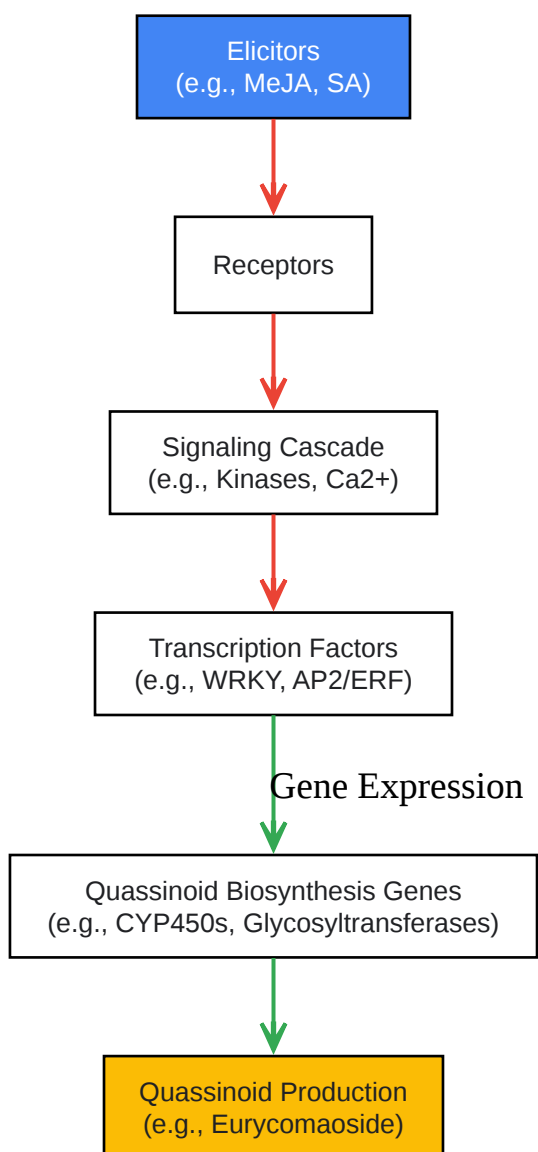 Elicitors
(e.g., MeJA, SA)
Receptors
Signaling Cascade
(e.g., Kinases, Ca2+)
Transcription Factors
(e.g., WRKY, AP2/ERF)
Gene Expression
Quassinoid Biosynthesis Genes
(e.g., CYP450s, Glycosyltransferases)
Quassinoid Production
(e.g., Eurycomaoside)